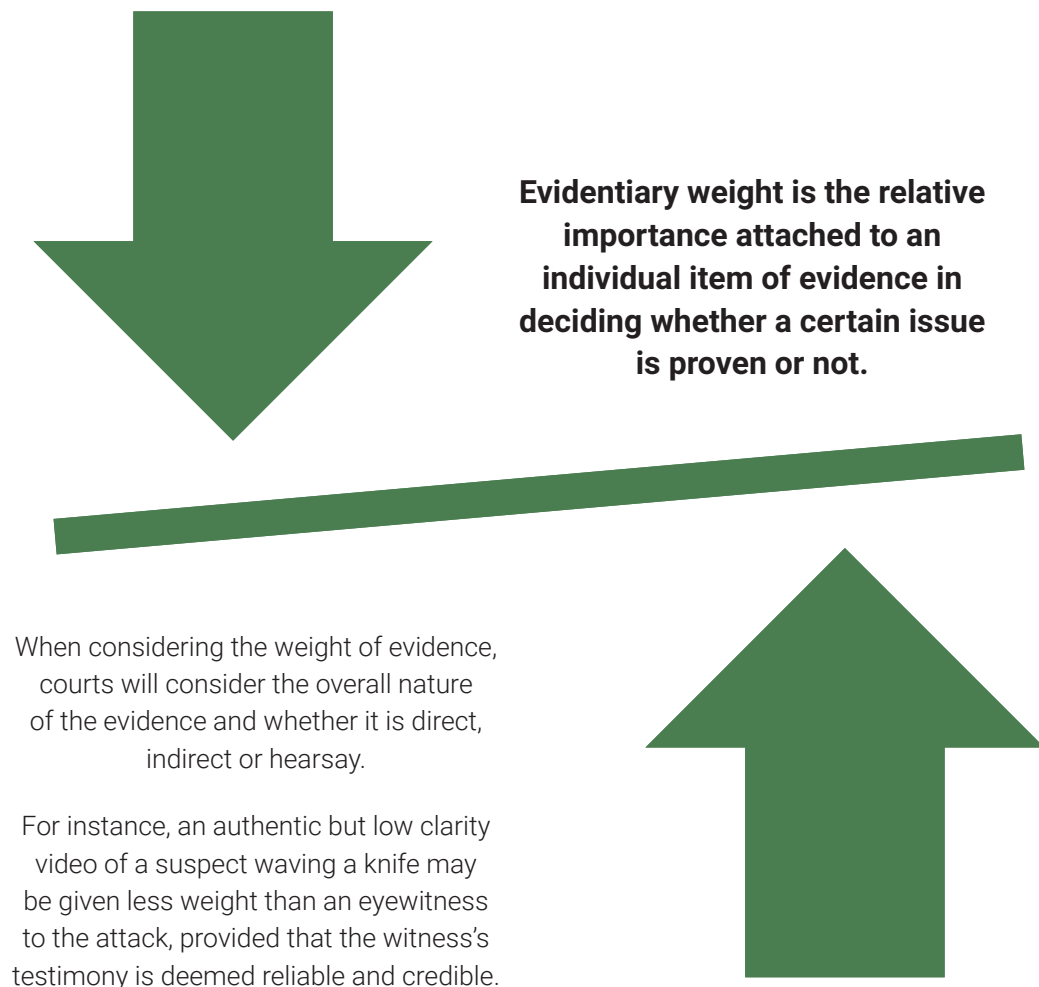 Evidentiary weight is the relative
importance attached to an
individual item of evidence in
deciding whether a certain issue
is proven or not.
When considering the weight of evidence,
courts will consider the overall nature
of the evidence and whether it is direct,
indirect or hearsay.
For instance, an authentic but low clarity
video of a suspect waving a knife may
be given less weight than an eyewitness
to the attack, provided that the witness’s
testimony is deemed reliable and credible.